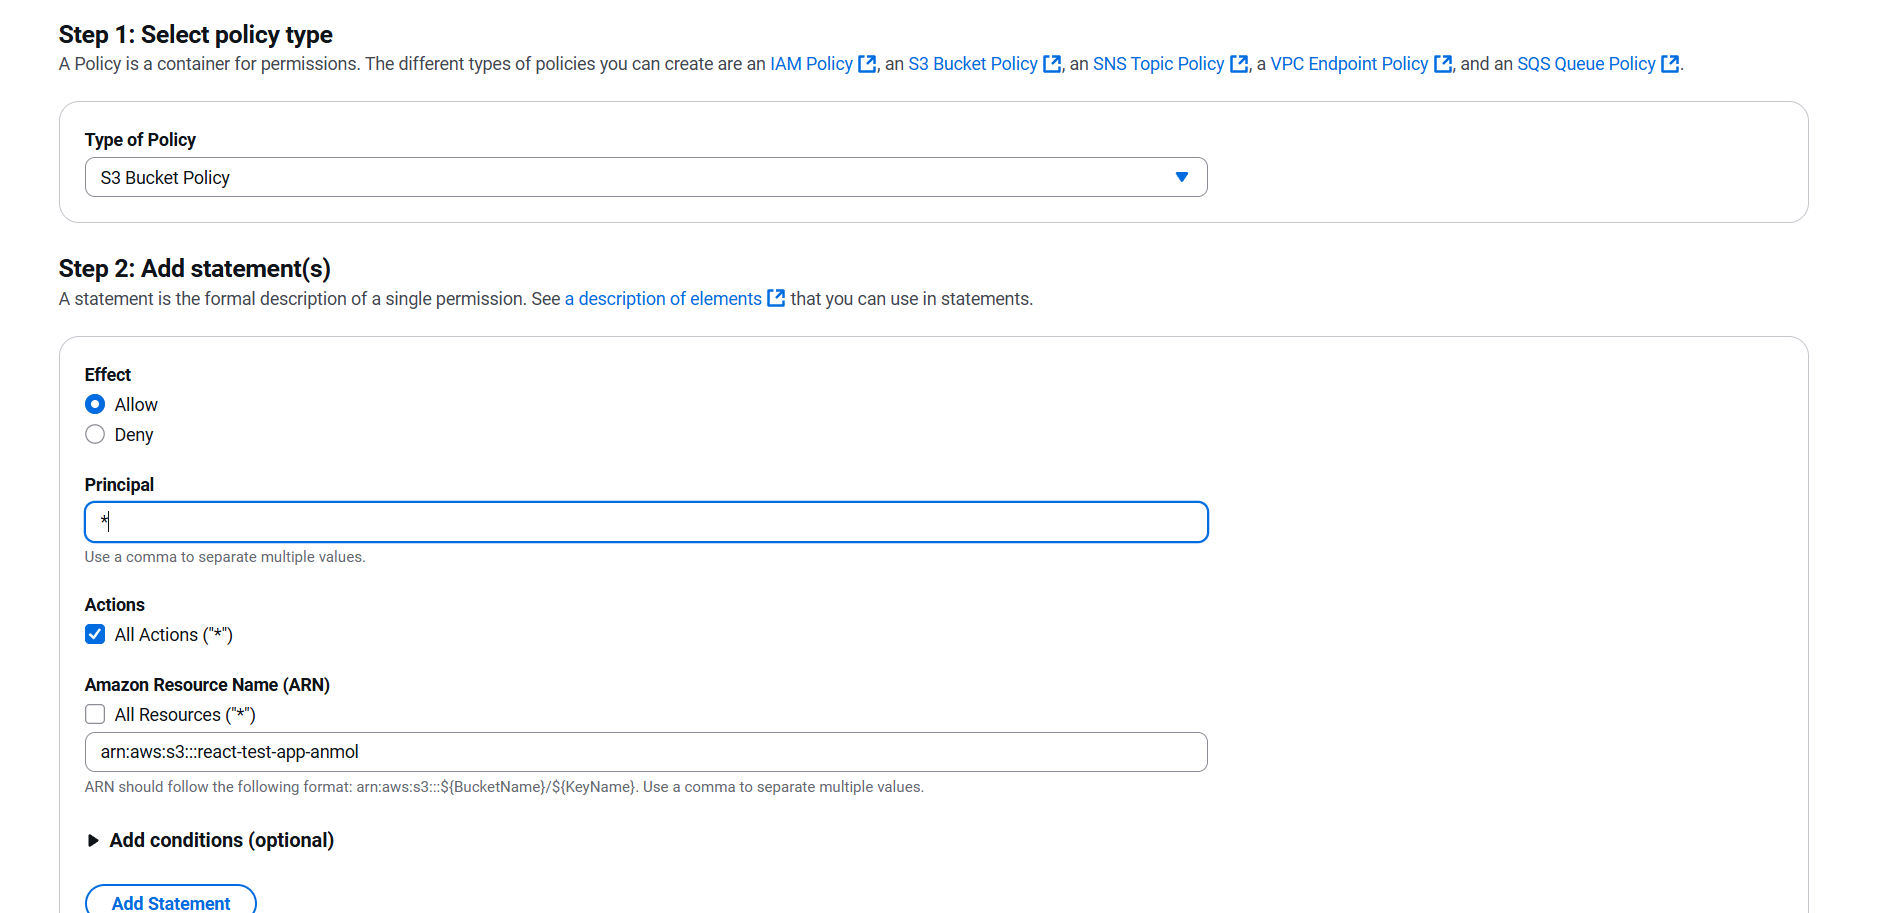 Step 1: Select policy type
A Policy is a container for permissions. The different types of policies you can create are an IAM Policy, an S3 Bucket Policy, an SNS Topic Policy, a VPC Endpoint Policy, and an SQS Queue Policy.
Type of Policy
S3 Bucket Policy
Step 2: Add statement(s)
A statement is the formal description of a single permission. See a description of elements that you can use in statements.
Effect
Allow
Deny
Principal
*
Use a comma to separate multiple values.
Actions
All Actions ("*")
Amazon Resource Name (ARN)
All Resources ("*")
arn:aws:s3:::react-test-app-anmol
ARN should follow the following format: arn:aws:s3:::${BucketName}/${KeyName}. Use a comma to separate multiple values.
Add conditions (optional)
Add Statement